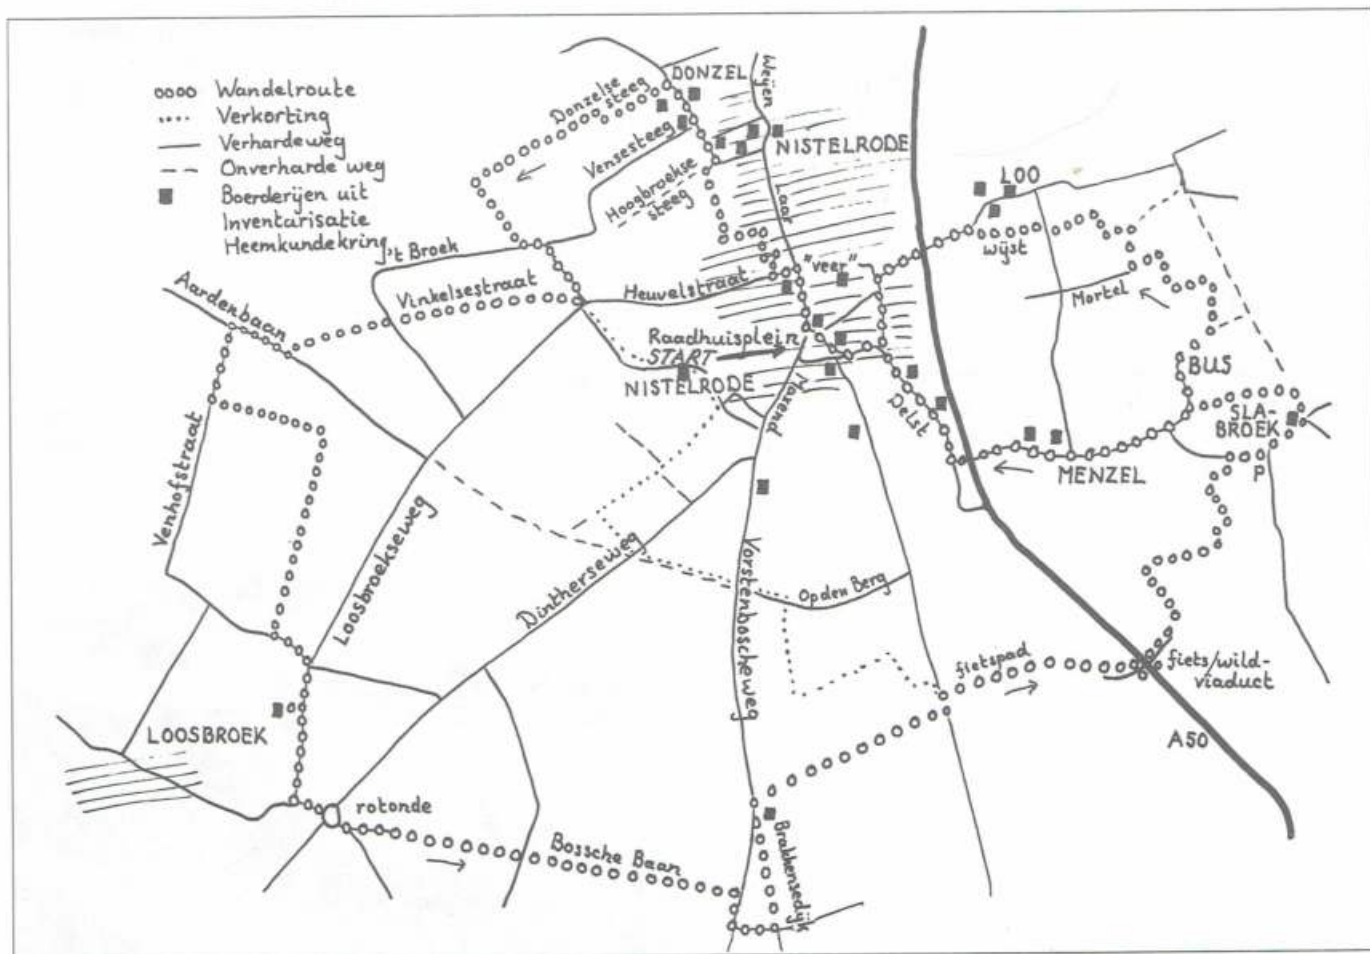 Wandelroute
Verkorting
Verhardeweg
Onverharde weg
Boerderijen uit
Inventarisatie
Heemkundekring
DONZEL
Weijen
Donzelse
steeg
Vensesteeg
NISTELRODE
Hoogbroekse
steeg
Laar
LOO
wijst
't Broek
"veer"
Aardenbaan
Vinkelsestraat
Heuvelstraat
Mortel
Raadhuisplein
START
NISTELRODE
BUS
Maxend
Delst
SLA-
BROEK
P
MENZEL
Venhofstraat
Loosbroekseweg
Dintherseweg
Vorstenboscheweg
Op den Berg
fietspad
fiets/wild-
viaduct
LOOSBROEK
A50
rotonde
Bossche Baan
Brakkensedijk